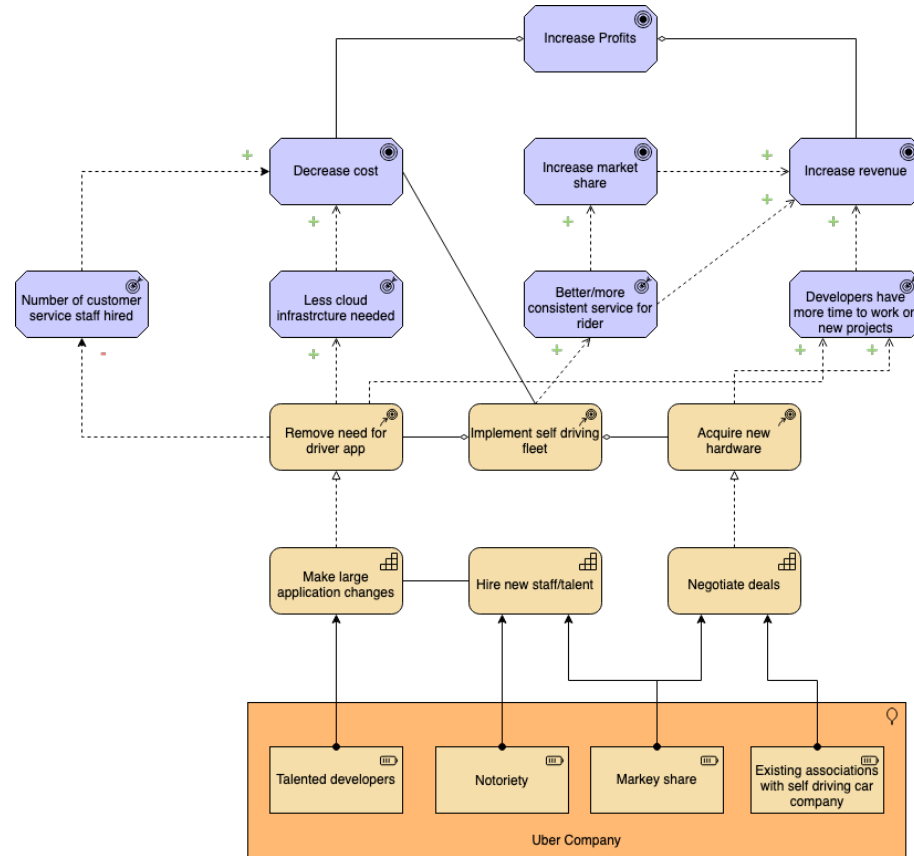 Increase Profits
Decrease cost
Increase market
share
Increase revenue
+
+
+
+
+
+
Number of customer
service staff hired
Less cloud
infrastrcture needed
Better/more
consistent service for
rider
Developers have
more time to work on
new projects
-
+
+
+
+
Remove need for
driver app
Implement self driving
fleet
Acquire new
hardware
Make large
application changes
Hire new staff/talent
Negotiate deals
Talented developers
Notoriety
Markey share
Existing associations
with self driving car
company
Uber Company